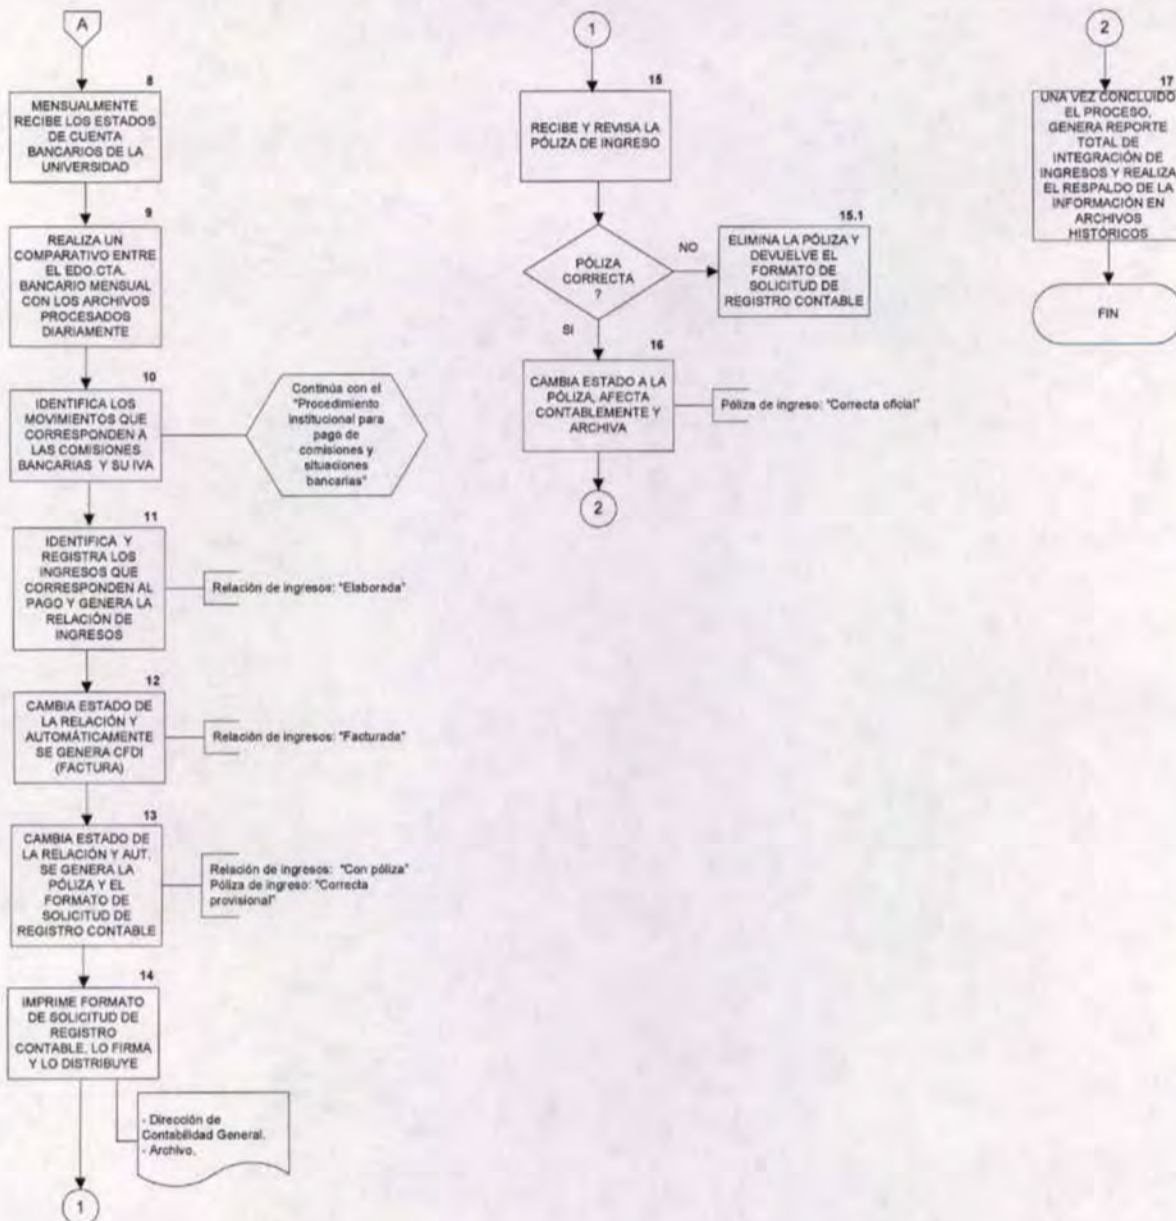 A
8
MENSUALMENTE
RECIBE LOS ESTADOS
DE CUENTA
BANCARIOS DE LA
UNIVERSIDAD
9
REALIZA UN
COMPARATIVO ENTRE
EL EDO.CTA.
BANCARIO MENSUAL
CON LOS ARCHIVOS
PROCESADOS
DIARIAMENTE
10
IDENTIFICA LOS
MOVIMIENTOS QUE
CORRESPONDEN A
LAS COMISIONES
BANCARIAS Y SU IVA
Continúa con el
"Procedimiento
institucional para
pago de
comisiones y
situaciones
bancarias"
11
IDENTIFICA Y
REGISTRA LOS
INGRESOS QUE
CORRESPONDEN AL
PAGO Y GENERA LA
RELACIÓN DE
INGRESOS
Relación de ingresos: "Elaborada"
12
CAMBIA ESTADO DE
LA RELACIÓN Y
AUTOMÁTICAMENTE
SE GENERA CFDI
(FACTURA)
Relación de ingresos: "Facturada"
13
CAMBIA ESTADO DE
LA RELACIÓN Y AUT.
SE GENERA LA
PÓLIZA Y EL
FORMATO DE
SOLICITUD DE
REGISTRO CONTABLE
Relación de ingresos: "Con póliza"
Póliza de ingreso: "Correcta
provisional"
14
IMPRIME FORMATO
DE SOLICITUD DE
REGISTRO
CONTABLE, LO FIRMA
Y LO DISTRIBUYE
- Dirección de
Contabilidad General.
- Archivo.
1
1
15
RECIBE Y REVISA LA
PÓLIZA DE INGRESO
PÓLIZA
CORRECTA
?
NO
15.1
ELIMINA LA PÓLIZA Y
DEVUELVE EL
FORMATO DE
SOLICITUD DE
REGISTRO CONTABLE
SI
16
CAMBIA ESTADO A LA
PÓLIZA, AFECTA
CONTABLEMENTE Y
ARCHIVA
Póliza de ingreso: "Correcta oficial"
2
2
17
UNA VEZ CONCLUIDO
EL PROCESO,
GENERA REPORTE
TOTAL DE
INTEGRACIÓN DE
INGRESOS Y REALIZA
EL RESPALDO DE LA
INFORMACIÓN EN
ARCHIVOS
HISTÓRICOS
FIN